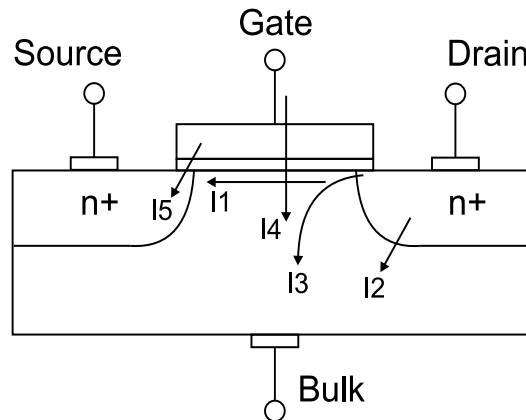 Gate
Source
Drain
n+
n+
I5
I1
I4
I3
I2
Bulk